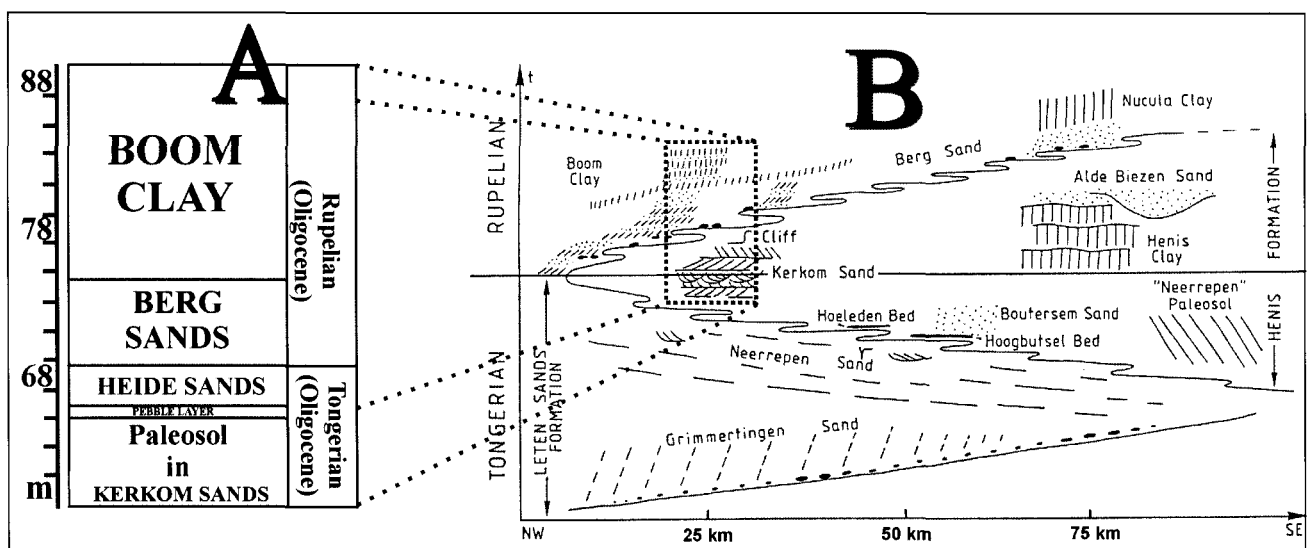 A
88
78
68
m
BOOM
CLAY
BERG
SANDS
HEIDE SANDS
PEBBLE LAYER
Paleosol
in
KERKOM SANDS
Rupelian
(Oligocene)
Tongerian
(Oligocene)
B
t
RUPELIAN
TONGERIAN
LETEN SANDS
FORMATION
Nucula Clay
Boom
Clay
Berg Sand
Alde Biezen Sand
Cliff
Henis
Clay
FORMATION
Kerkom Sand
"Neerrepen"
Paleosol
Hoeleden Bed
Boutersem Sand
Hoogbutsel Bed
HENIS
Neerrepen
Sand
Grimmertingen Sand
NW
25 km
50 km
75 km
SE